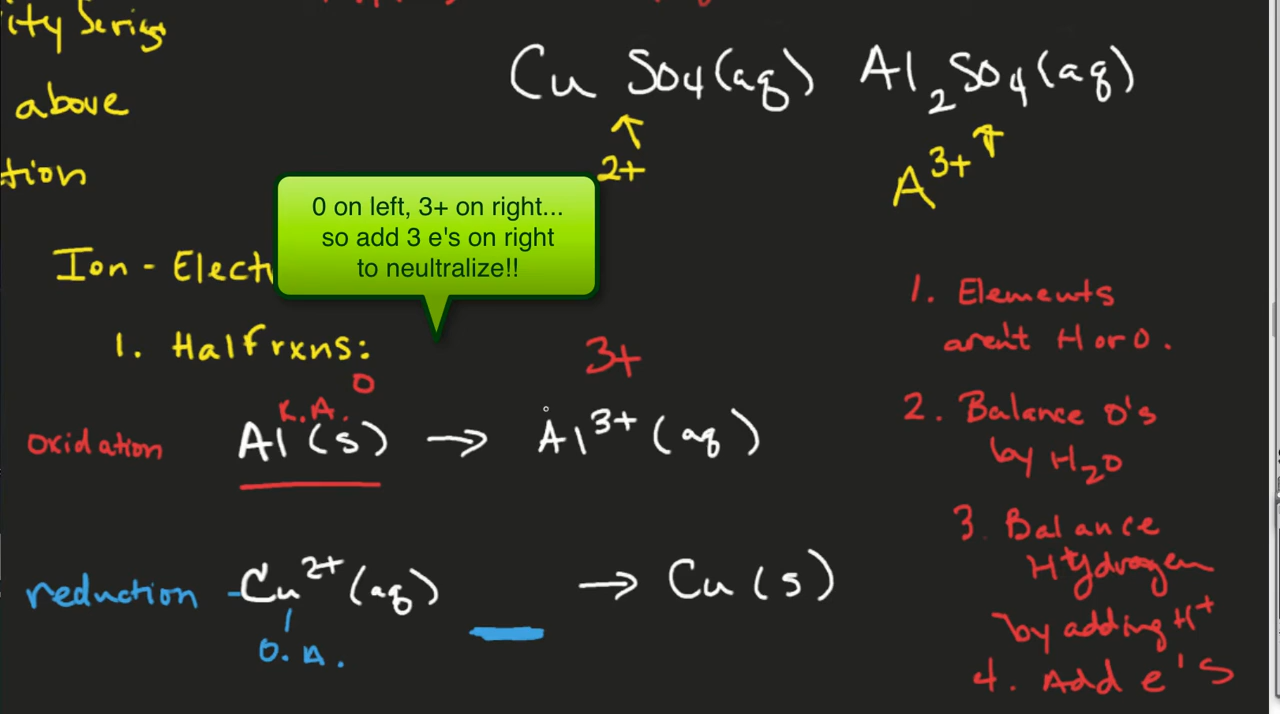 ity Series
above
tion
CuSO4(aq) Al2SO4(aq)
2+
A3+
0 on left, 3+ on right...
so add 3 e's on right
to neultralize!!
Ion - Elect
1. Half rxns:
0
3+
R.A.
oxidation Al(s) → Al3+(aq)
reduction Cu2+(aq) → Cu(s)
O.A.
1. Elements
aren't H or O.
2. Balance O's
by H2O
3. Balance
Hydrogen
by adding H+
4. Add e's